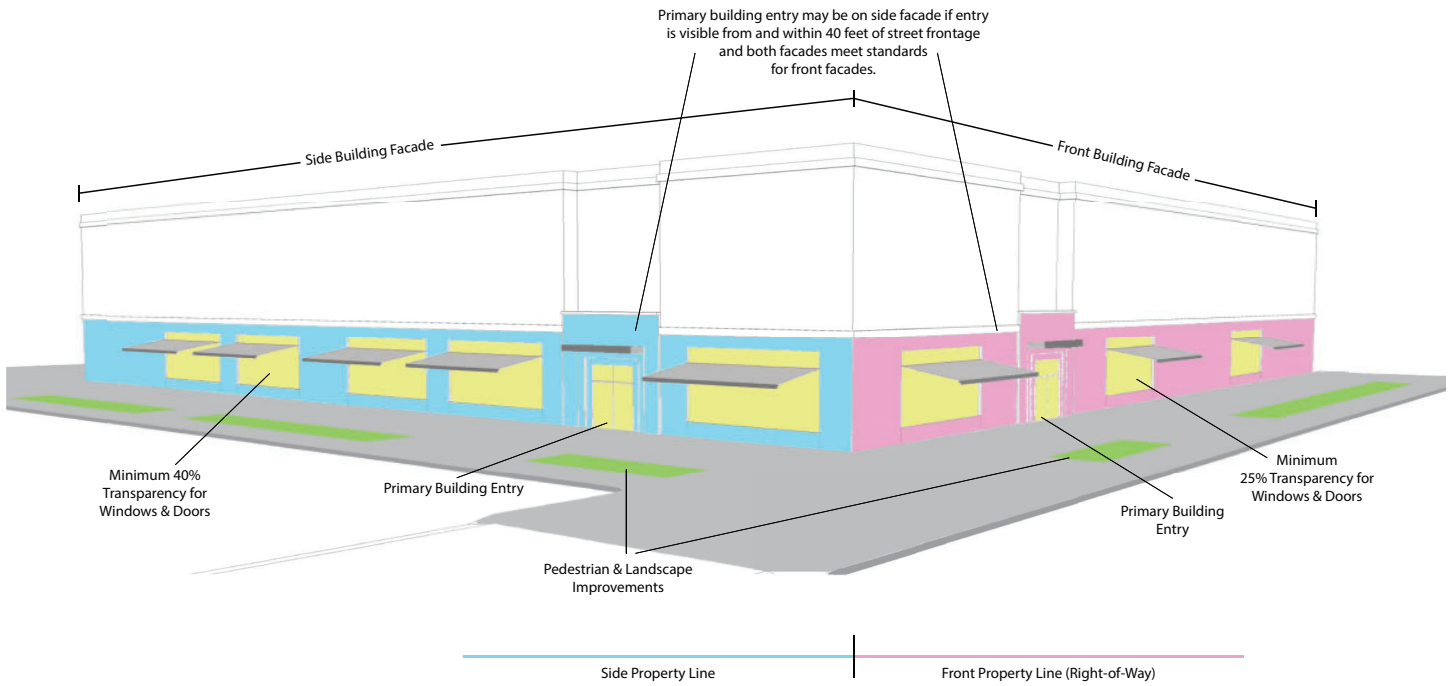 Primary building entry may be on side facade if entry
is visible from and within 40 feet of street frontage
and both facades meet standards
for front facades.
Side Building Facade
Front Building Facade
Minimum 40%
Transparency for
Windows & Doors
Primary Building Entry
Pedestrian & Landscape
Improvements
Primary Building
Entry
Minimum
25% Transparency for
Windows & Doors
Side Property Line
Front Property Line (Right-of-Way)